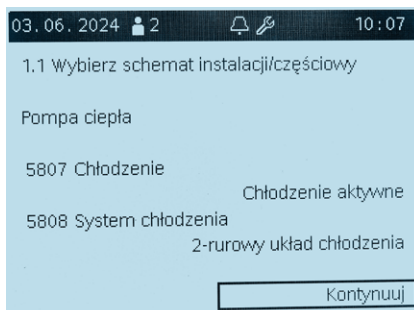 03.06.2024 2 10:07
1.1 Wybierz schemat instalacji/częściowy
Pompa ciepła
5807 Chłodzenie
Chłodzenie aktywne
5808 System chłodzenia
2-rurowy układ chłodzenia
Kontynuuj